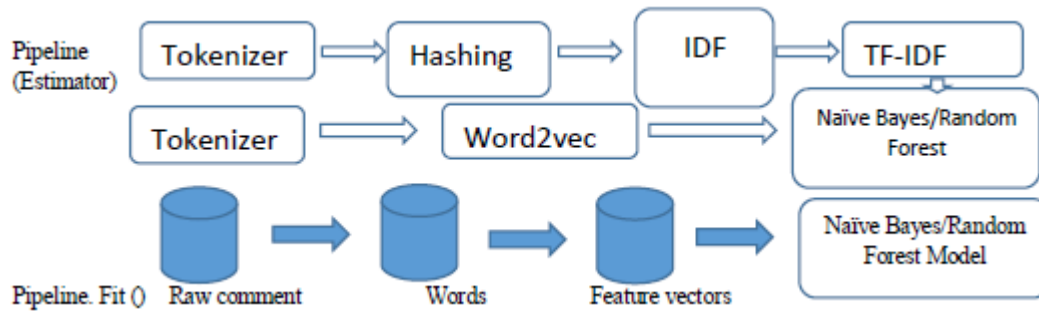 Pipeline
(Estimator)
Tokenizer
Hashing
IDF
TF-IDF
Tokenizer
Word2vec
Naïve Bayes/Random
Forest
Naïve Bayes/Random
Forest Model
Pipeline. Fit ()
Raw comment
Words
Feature vectors